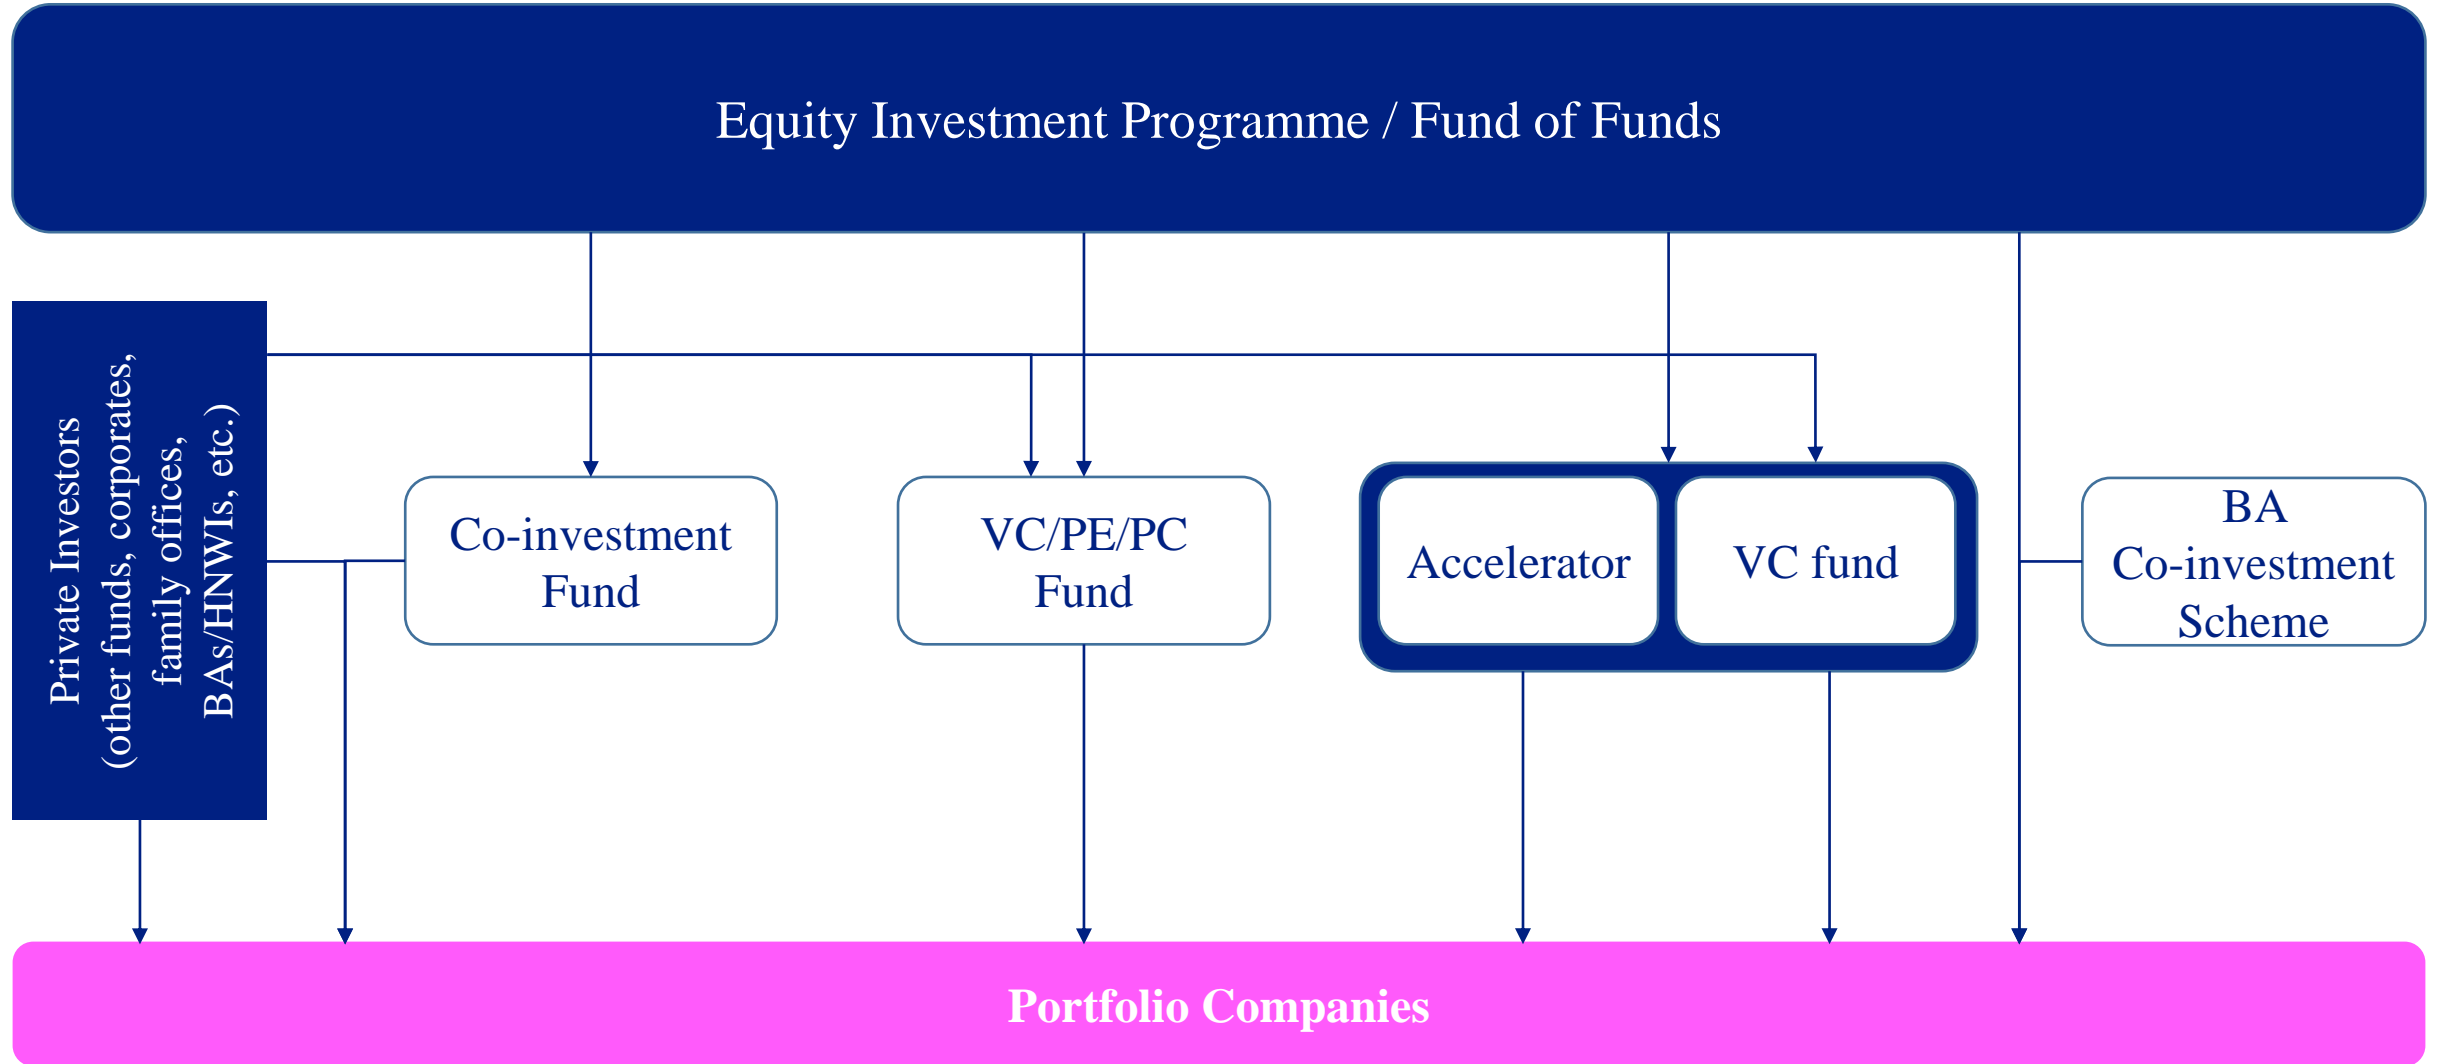 Equity Investment Programme / Fund of Funds
Private Investors
(other funds, corporates,
family offices,
BAs/HNWIs, etc.)
Co-investment
Fund
VC/PE/PC
Fund
Accelerator
VC fund
BA
Co-investment
Scheme
Portfolio Companies